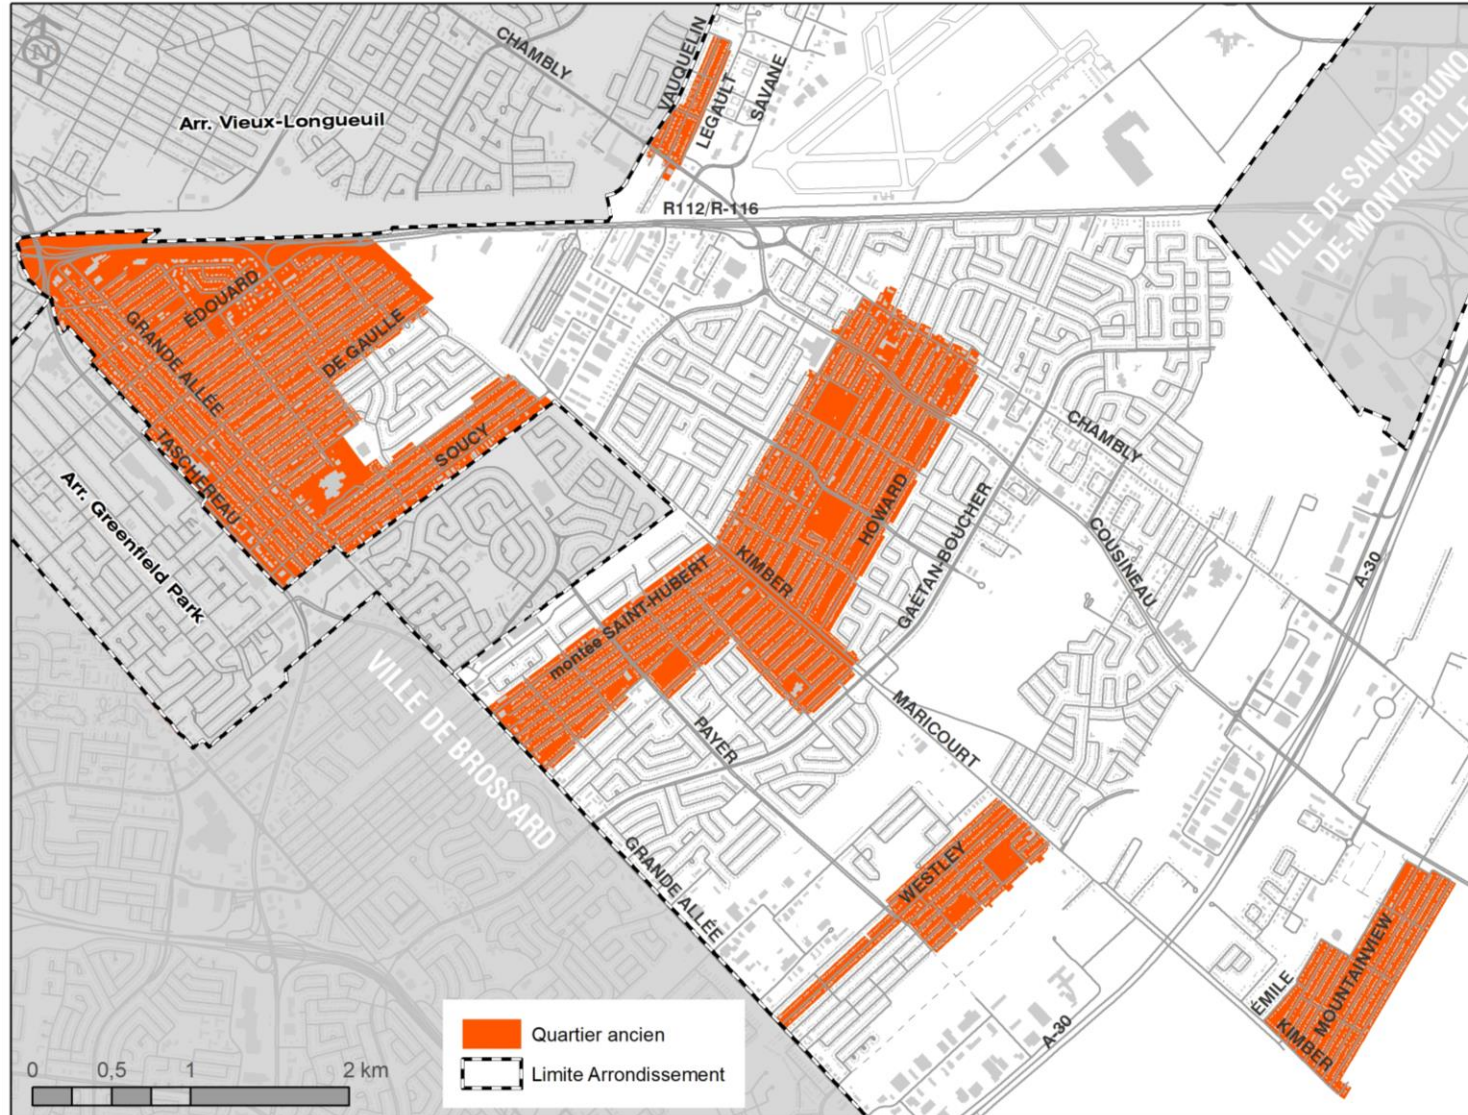 N
CHAMBLY
VAUQUELIN
LEGAULT
SAVANE
Arr. Vieux-Longueuil
VILLE DE SAINT-BRUNO
DE-MONTARVILLE
R112/R-116
ÉDOUARD
GRANDE ALLÉE
DE GAULLE
TASCHEREAU
SOUCY
Arr. Greenfield Park
CHAMBLY
HOWARD
KIMBER
GAÉTAN-BOUCHER
COUSINEAU
A-30
montée SAINT-HUBERT
VILLE DE BROSSARD
PAYER
MARICOURT
GRANDE ALLÉE
WESTLEY
MOUNTAINVIEW
ÉMILE
KIMBER
A-30
Quartier ancien
Limite Arrondissement
0 0,5 1 2 km